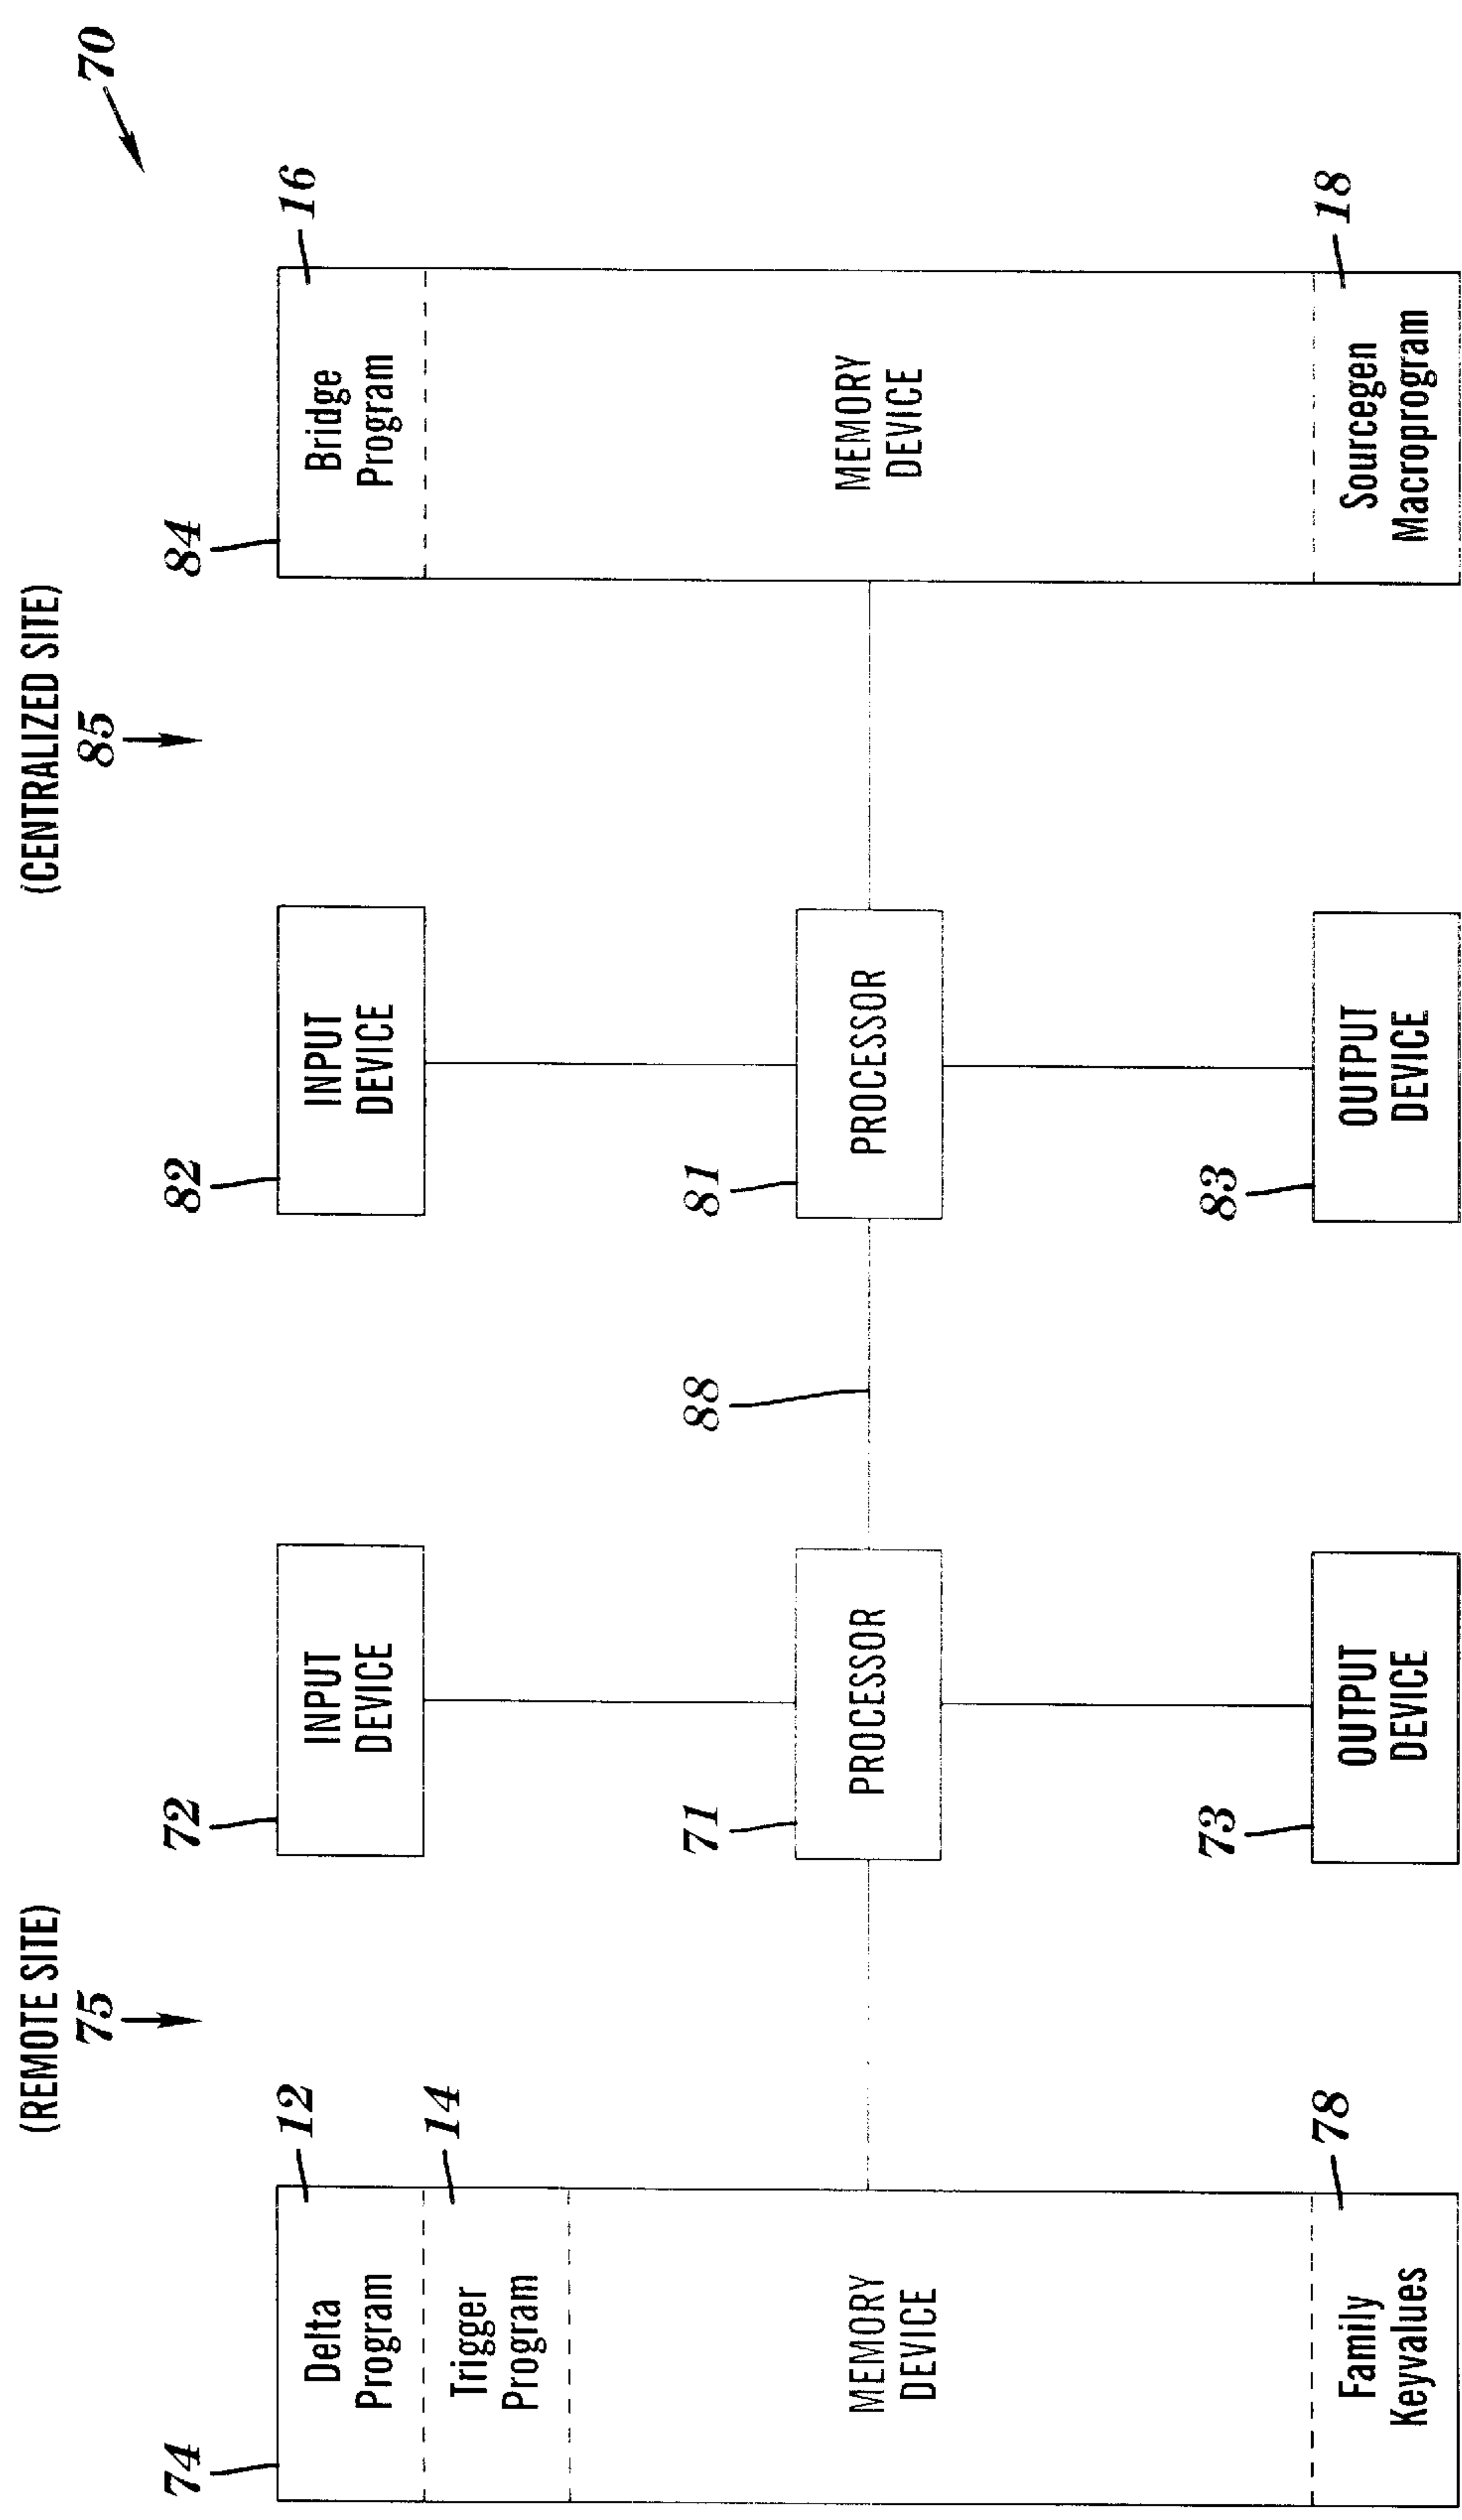 70
(REMOTE SITE)
75
(CENTRALIZED SITE)
85
74
12
Delta
Program
14
Trigger
Program
MEMORY
DEVICE
78
Family
Keyvalues
72
INPUT
DEVICE
71
PROCESSOR
73
OUTPUT
DEVICE
88
82
INPUT
DEVICE
81
PROCESSOR
83
OUTPUT
DEVICE
84
16
Bridge
Program
MEMORY
DEVICE
18
Sourcegen
Macroprogram